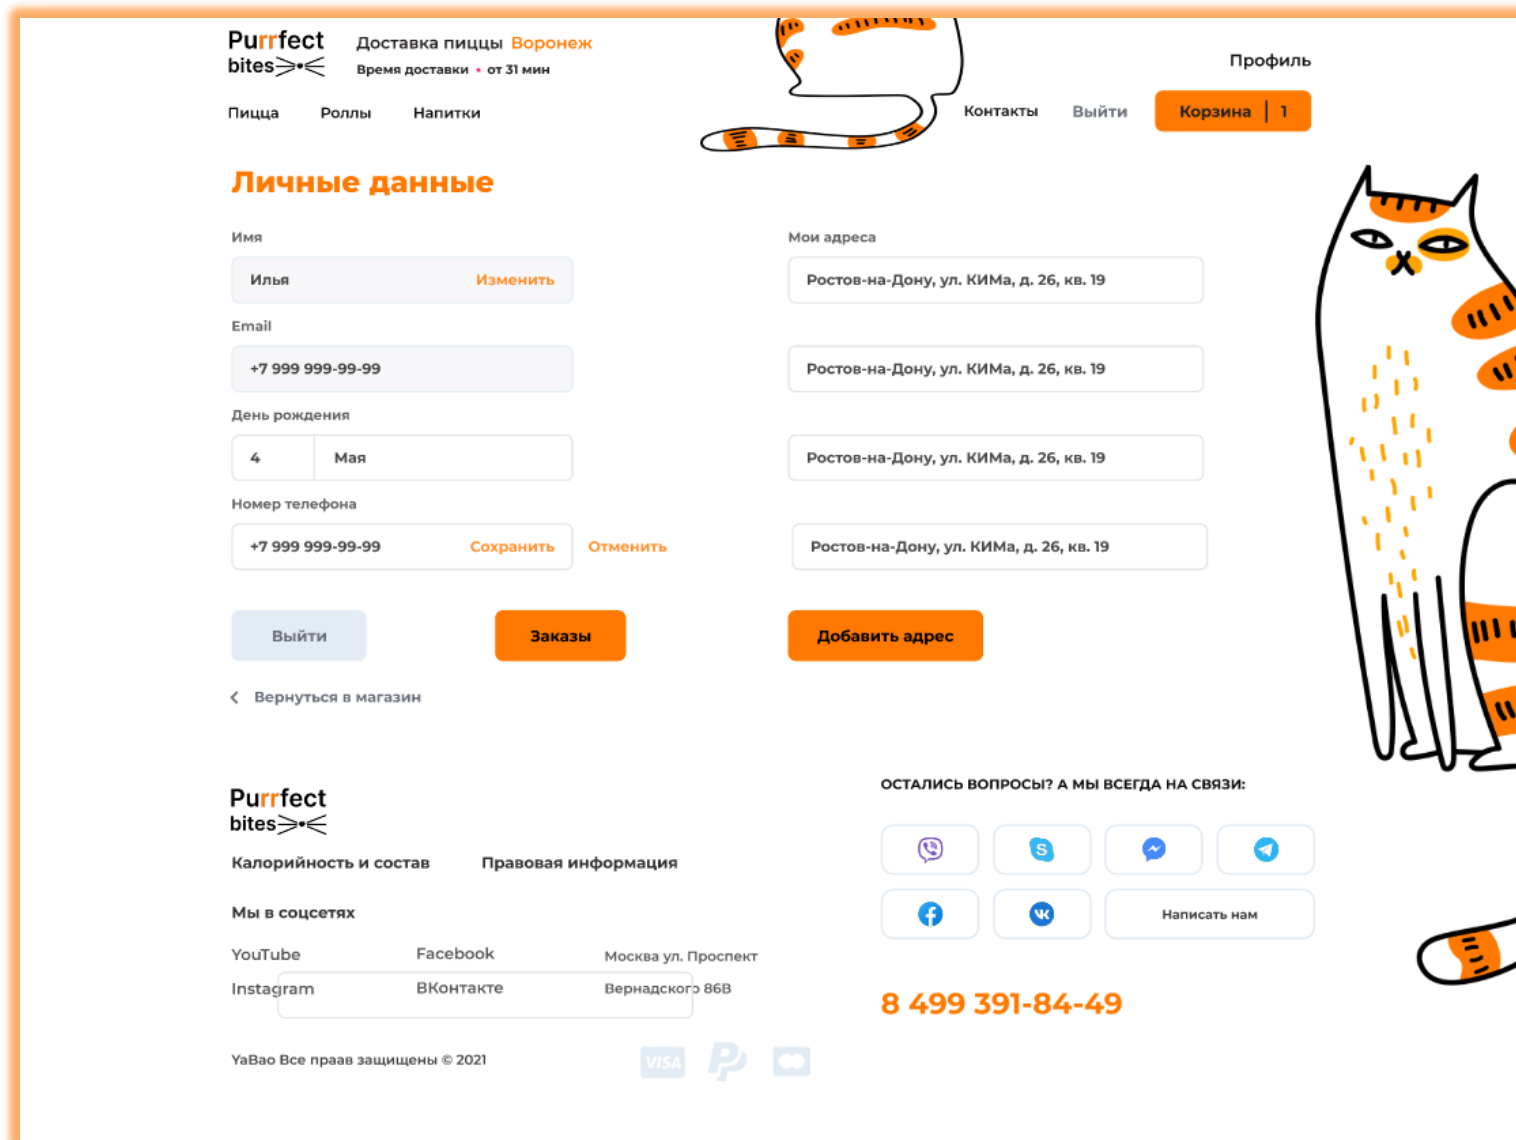 Purrfect
bites
Доставка пиццы Воронеж
Время доставки • от 31 мин
Профиль
Пицца Роллы Напитки
Контакты Выйти Корзина | 1
Личные данные
Имя
Илья Изменить
Email
+7 999 999-99-99
День рождения
4 Мая
Номер телефона
+7 999 999-99-99 Сохранить Отменить
Мои адреса
Ростов-на-Дону, ул. КИМа, д. 26, кв. 19
Ростов-на-Дону, ул. КИМа, д. 26, кв. 19
Ростов-на-Дону, ул. КИМа, д. 26, кв. 19
Ростов-на-Дону, ул. КИМа, д. 26, кв. 19
Выйти Заказы Добавить адрес
Вернуться в магазин
Purrfect
bites
Калорийность и состав Правовая информация
Мы в соцсетях
YouTube Facebook Москва ул. Проспект
Instagram ВКонтакте Вернадского 86В
YaBao Все праав защищены © 2021
VISA
ОСТАЛИСЬ ВОПРОСЫ? А МЫ ВСЕГДА НА СВЯЗИ:
Написать нам
8 499 391-84-49